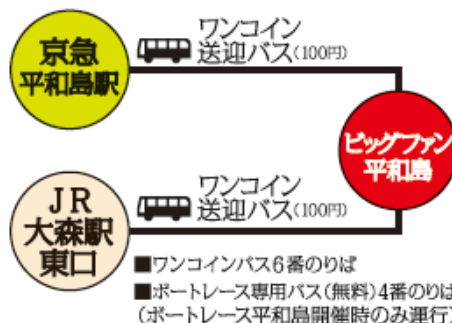 京急
平和島駅
ワンコイン
送迎バス(100円)
ビッグファン
平和島
JR
大森駅
東口
ワンコイン
送迎バス(100円)
■ワンコインバス6番のりば
■ボートレース専用バス(無料)4番のりば
(ボートレース平和島開催時のみ運行)